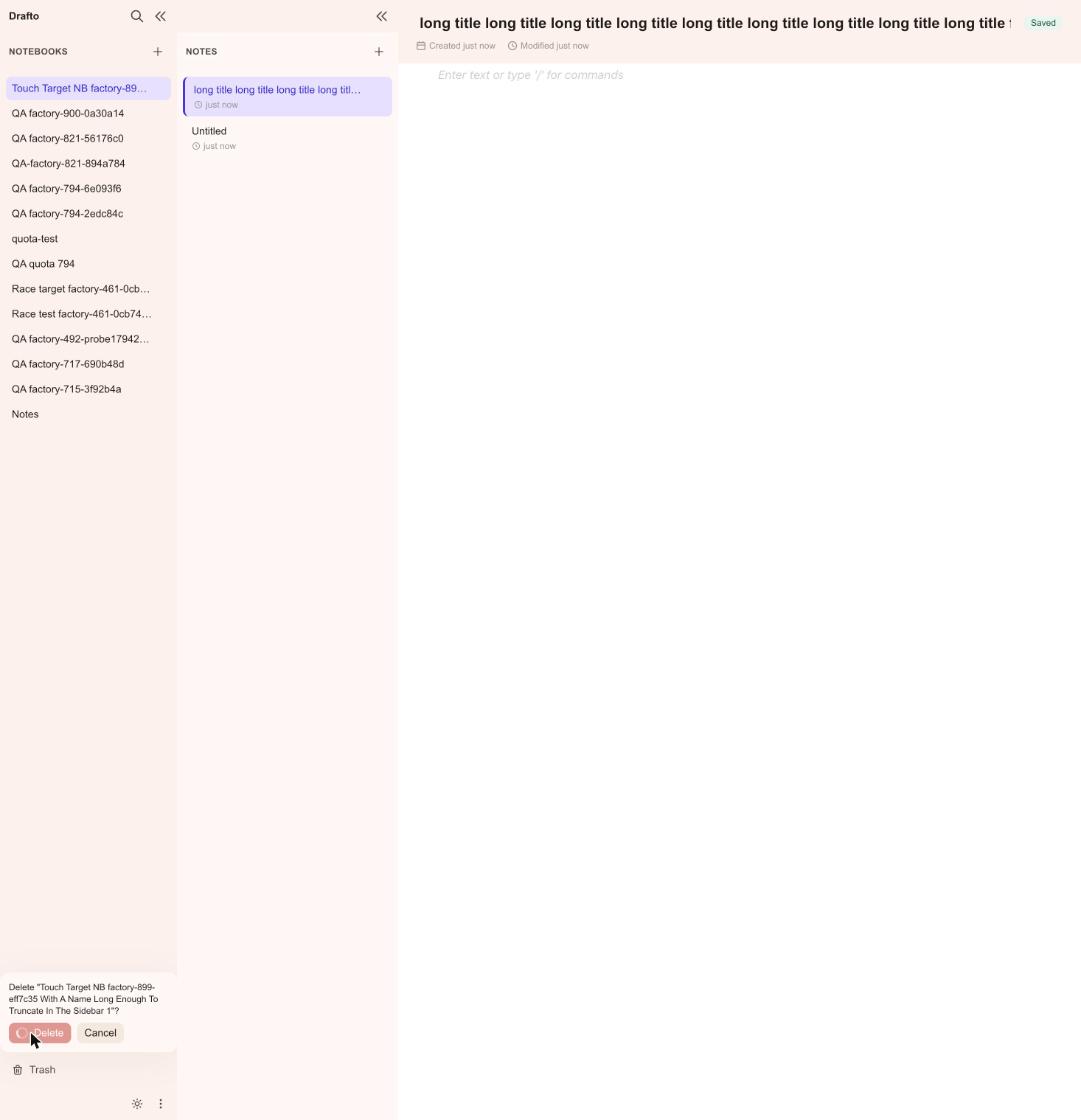 Drafto
NOTEBOOKS
Touch Target NB factory-89…
QA factory-900-0a30a14
QA factory-821-56176c0
QA-factory-821-894a784
QA factory-794-6e093f6
QA factory-794-2edc84c
quota-test
QA quota 794
Race target factory-461-0cb…
Race test factory-461-0cb74…
QA factory-492-probe17942…
QA factory-717-690b48d
QA factory-715-3f92b4a
Notes
Delete "Touch Target NB factory-899-
eff7c35 With A Name Long Enough To
Truncate In The Sidebar 1"?
Delete Cancel
Trash
NOTES
long title long title long title long titl…
just now
Untitled
just now
long title long title long title long title long title long title long title long title long title
Saved
Created just now Modified just now
Enter text or type '/' for commands